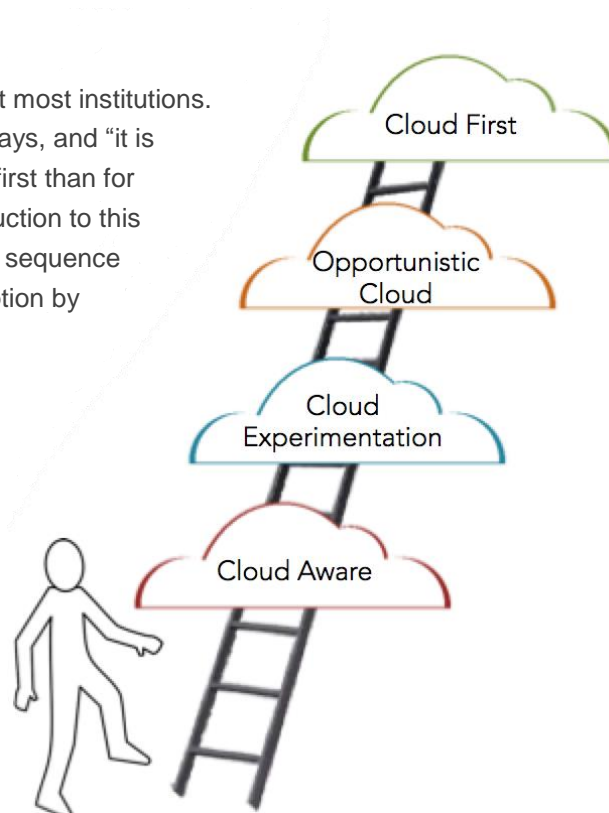 t most institutions.
ays, and “it is
first than for
uction to this
sequence
tion by
Cloud First
Opportunistic
Cloud
Cloud
Experimentation
Cloud Aware